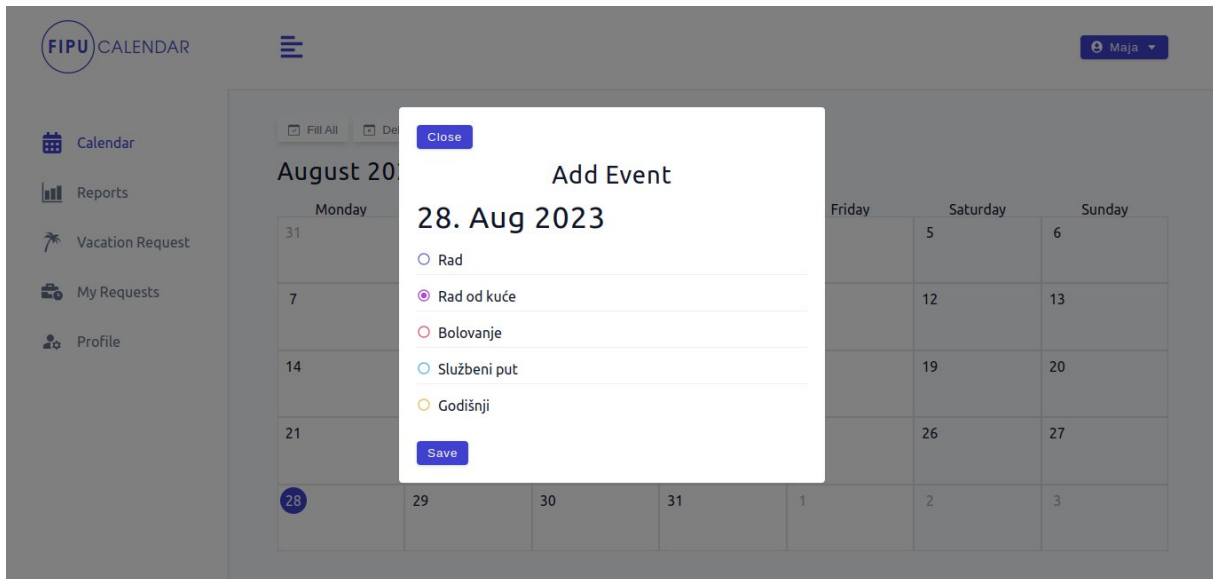 FIPU CALENDAR
Maja
Calendar
Reports
Vacation Request
My Requests
Profile
Fill All
August
Close
Add Event
28. Aug 2023
Rad
Rad od kuće
Bolovanje
Službeni put
Godišnji
Save
Monday Friday Saturday Sunday
31 5 6
7 12 13
14 19 20
21 26 27
28 29 30 31 1 2 3